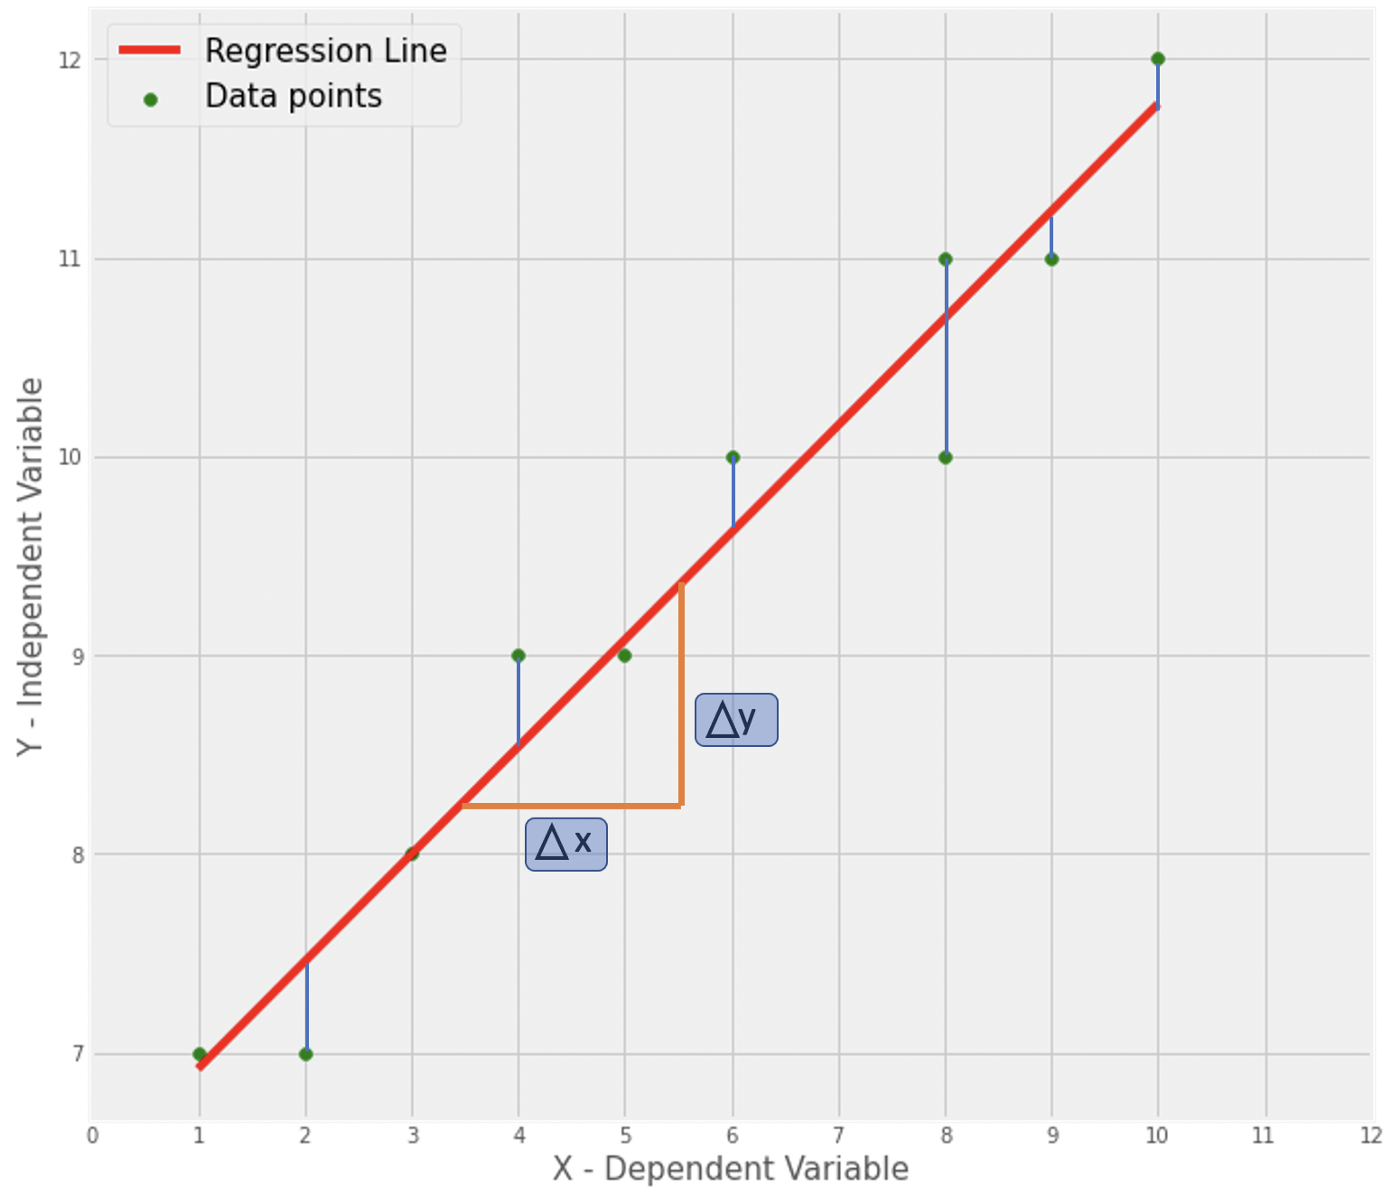 Regression Line
Data points
12
11
10
9
8
7
Y - Independent Variable
Δy
Δ x
0 1 2 3 4 5 6 7 8 9 10 11 12
X - Dependent Variable